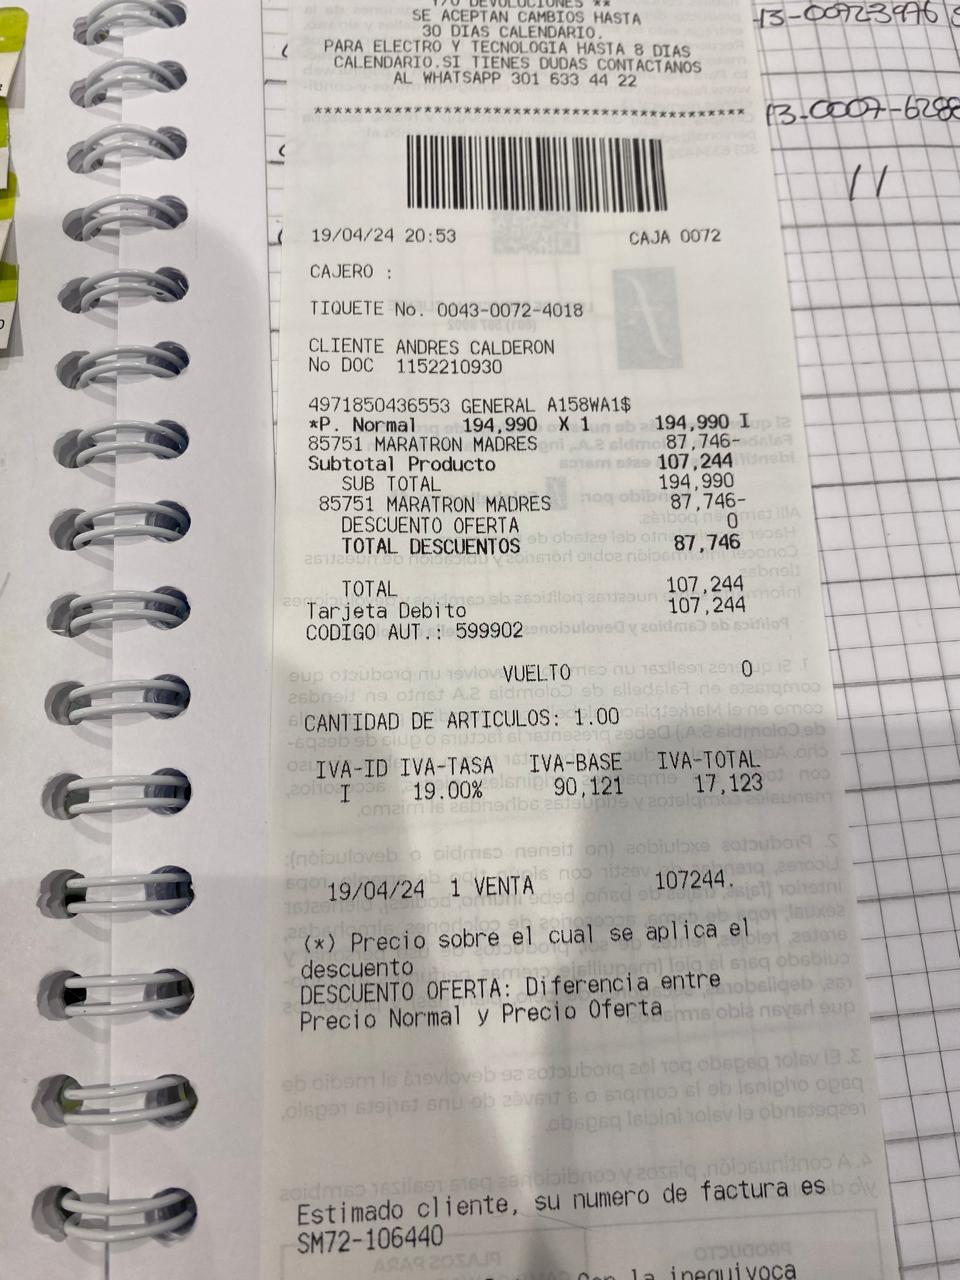 Y/O DEVOLUCIONES **
SE ACEPTAN CAMBIOS HASTA
30 DIAS CALENDARIO.
PARA ELECTRO Y TECNOLOGIA HASTA 8 DIAS
CALENDARIO.SI TIENES DUDAS CONTACTANOS
AL WHATSAPP 301 633 44 22
******************************************
13-00723976
13-0007-6288
11
19/04/24 20:53 CAJA 0072
CAJERO :
TIQUETE No. 0043-0072-4018
CLIENTE ANDRES CALDERON
No DOC 1152210930
4971850436553 GENERAL A158WA1$
*P. Normal 194,990 X 1 194,990 I
85751 MARATRON MADRES 87,746-
Subtotal Producto 107,244
SUB TOTAL 194,990
85751 MARATRON MADRES 87,746-
DESCUENTO OFERTA 0
TOTAL DESCUENTOS 87,746
TOTAL 107,244
Tarjeta Debito 107,244
CODIGO AUT.: 599902
VUELTO 0
CANTIDAD DE ARTICULOS: 1.00
IVA-ID IVA-TASA IVA-BASE IVA-TOTAL
I 19.00% 90,121 17,123
19/04/24 1 VENTA 107244.
(*) Precio sobre el cual se aplica el
descuento
DESCUENTO OFERTA: Diferencia entre
Precio Normal y Precio Oferta
Estimado cliente, su numero de factura es
SM72-106440
la inequivoca